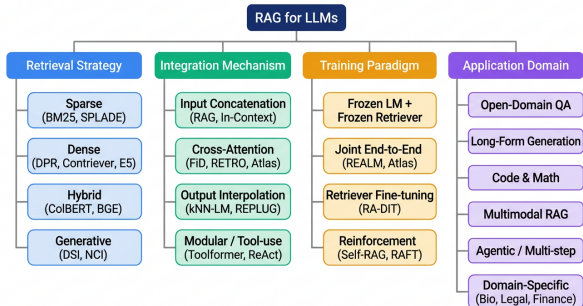 RAG for LLMs
Retrieval Strategy
Sparse
(BM25, SPLADE)
Dense
(DPR, Contriever, E5)
Hybrid
(ColBERT, BGE)
Generative
(DSI, NCI)
Integration Mechanism
Input Concatenation
(RAG, In-Context)
Cross-Attention
(FiD, RETRO, Atlas)
Output Interpolation
(kNN-LM, REPLUG)
Modular / Tool-use
(Toolformer, ReAct)
Training Paradigm
Frozen LM +
Frozen Retriever
Joint End-to-End
(REALM, Atlas)
Retriever Fine-tuning
(RA-DIT)
Reinforcement
(Self-RAG, RAFT)
Application Domain
Open-Domain QA
Long-Form Generation
Code & Math
Multimodal RAG
Agentic / Multi-step
Domain-Specific
(Bio, Legal, Finance)